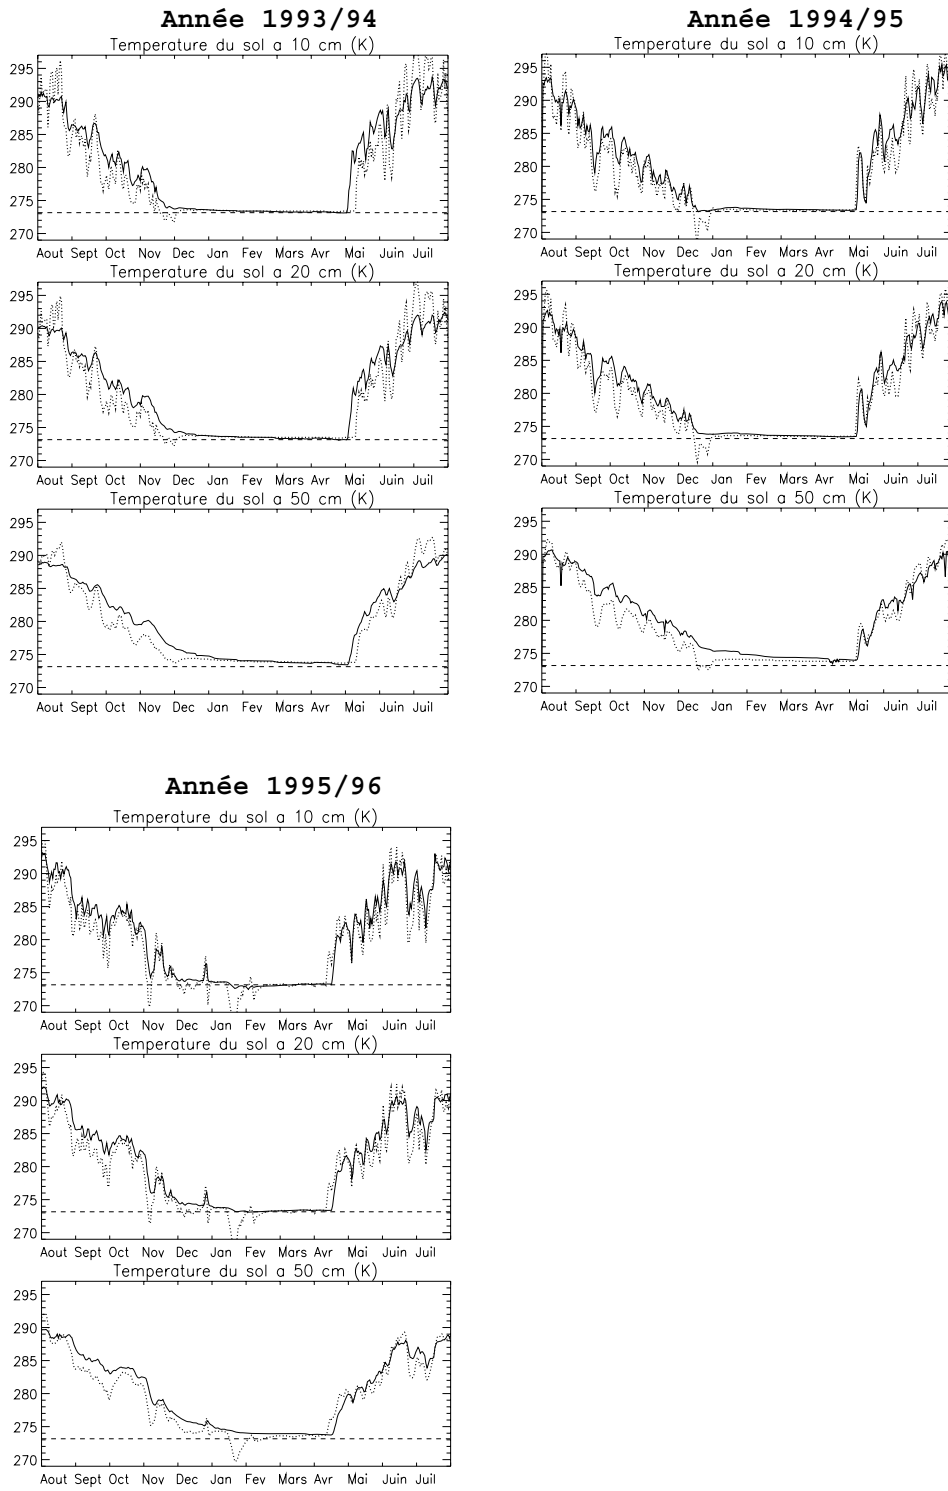 Année 1993/94
Temperature du sol a 10 cm (K)
295
290
285
280
275
270
Aout Sept Oct Nov Dec Jan Fev Mars Avr Mai Juin Juil
Temperature du sol a 20 cm (K)
295
290
285
280
275
270
Aout Sept Oct Nov Dec Jan Fev Mars Avr Mai Juin Juil
Temperature du sol a 50 cm (K)
295
290
285
280
275
270
Aout Sept Oct Nov Dec Jan Fev Mars Avr Mai Juin Juil
Année 1994/95
Temperature du sol a 10 cm (K)
295
290
285
280
275
270
Aout Sept Oct Nov Dec Jan Fev Mars Avr Mai Juin Juil
Temperature du sol a 20 cm (K)
295
290
285
280
275
270
Aout Sept Oct Nov Dec Jan Fev Mars Avr Mai Juin Juil
Temperature du sol a 50 cm (K)
295
290
285
280
275
270
Aout Sept Oct Nov Dec Jan Fev Mars Avr Mai Juin Juil
Année 1995/96
Temperature du sol a 10 cm (K)
295
290
285
280
275
270
Aout Sept Oct Nov Dec Jan Fev Mars Avr Mai Juin Juil
Temperature du sol a 20 cm (K)
295
290
285
280
275
270
Aout Sept Oct Nov Dec Jan Fev Mars Avr Mai Juin Juil
Temperature du sol a 50 cm (K)
295
290
285
280
275
270
Aout Sept Oct Nov Dec Jan Fev Mars Avr Mai Juin Juil